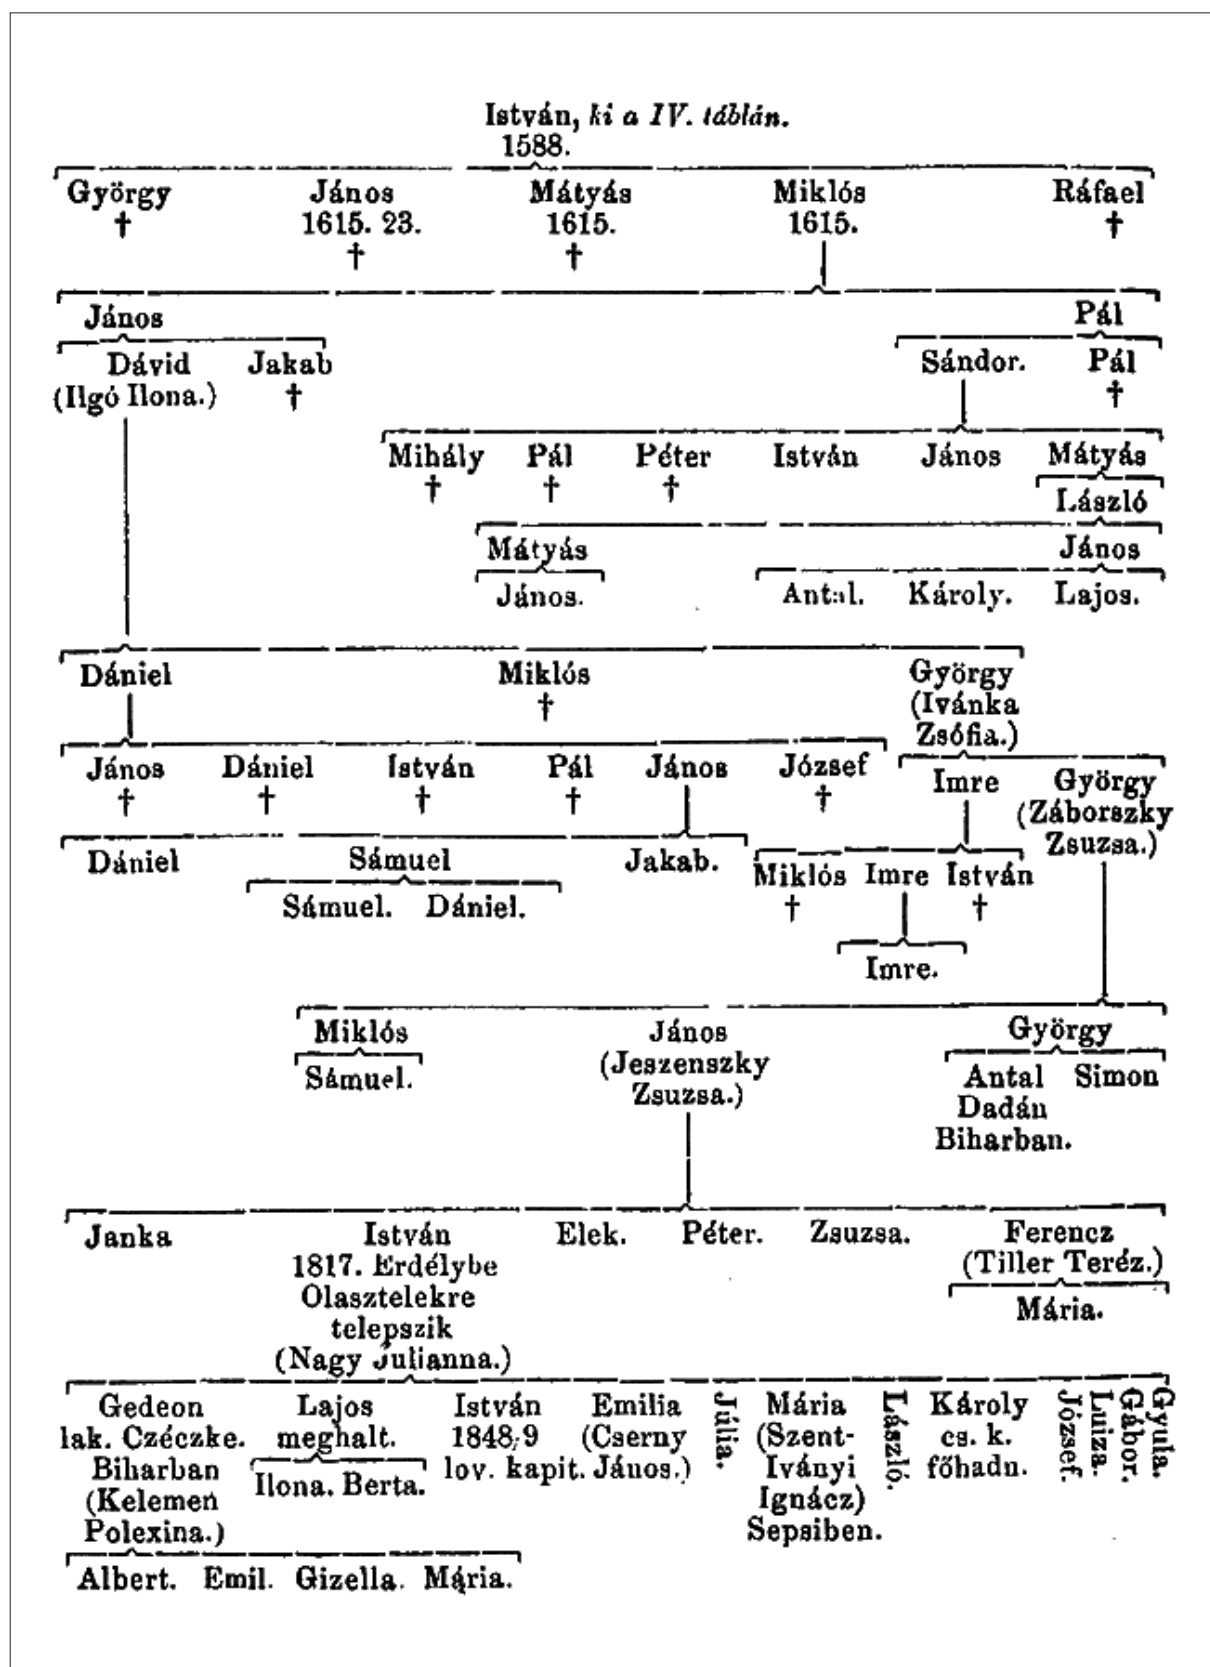 István, ki a IV. táblán.
1588.
György János Mátyás Miklós Ráfael
† 1615. 23. 1615. 1615. †
† †
János Pál
Dávid Jakab Sándor. Pál
(Ilgó Ilona.) † †
Mihály Pál Péter István János Mátyás
† † † László
Mátyás János
János. Antal. Károly. Lajos.
Dániel Miklós György
† (Ivánka
Zsófia.)
János Dániel István Pál János József Imre György
† † † † † (Záborszky
Zsuzsa.)
Dániel Sámuel Jakab. Miklós Imre István
† †
Sámuel. Dániel.
Imre.
Miklós János György
Sámuel. (Jeszenszky Antal Simon
Zsuzsa.) Dadán
Biharban.
Janka István Elek. Péter. Zsuzsa. Ferencz
1817. Erdélybe (Tiller Teréz.)
Olasztelekre Mária.
telepszik
(Nagy Julianna.)
Gedeon Lajos István Emilia Júlia. Mária László. Károly József. Luiza. Gábor. Gyula.
lak. Czéczke. meghalt. 1848/9 (Cserny (Szent- cs. k.
Biharban Ilona. Berta. lov. kapit. János.) Iványi főhadn.
(Kelemen Ignácz)
Polexina.) Sepsiben.
Albert. Emil. Gizella. Mária.